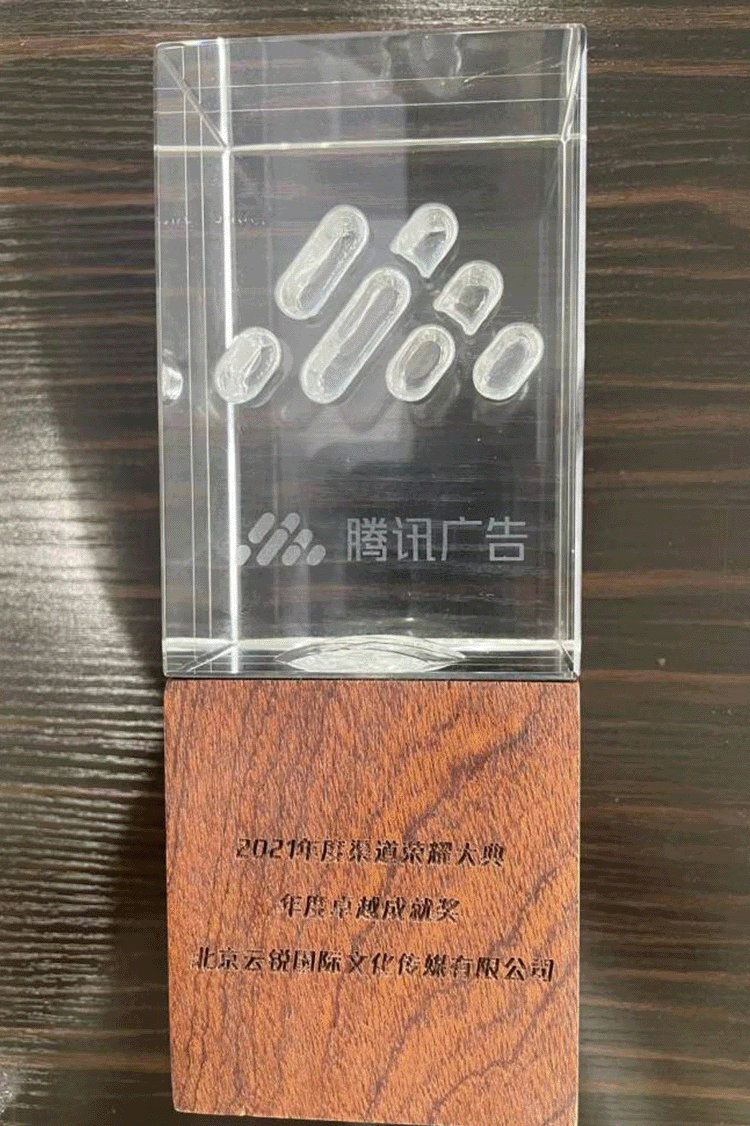 腾讯广告
2021年度渠道荣耀大典
年度卓越成就奖
北京云锐国际文化传媒有限公司